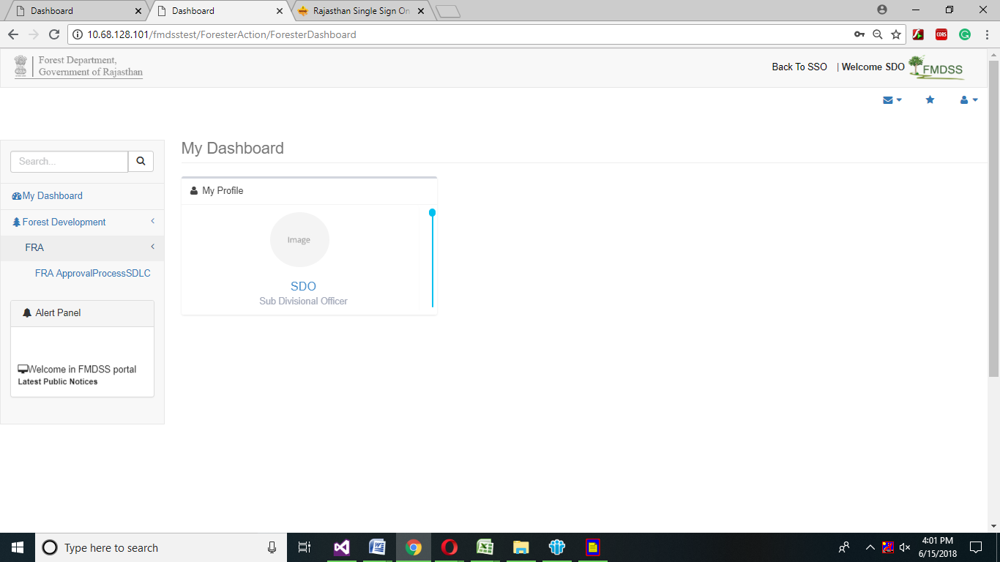 Dashboard
Dashboard
Rajasthan Single Sign On
10.68.128.101/fmdsstest/ForesterAction/ForesterDashboard
CORS
Forest Department,
Government of Rajasthan
Back To SSO | Welcome SDO
FMDSS
My Dashboard
Search...
My Dashboard
Forest Development
FRA
FRA ApprovalProcessSDLC
Alert Panel
Welcome in FMDSS portal
Latest Public Notices
My Profile
Image
SDO
Sub Divisional Officer
Type here to search
4:01 PM
6/15/2018